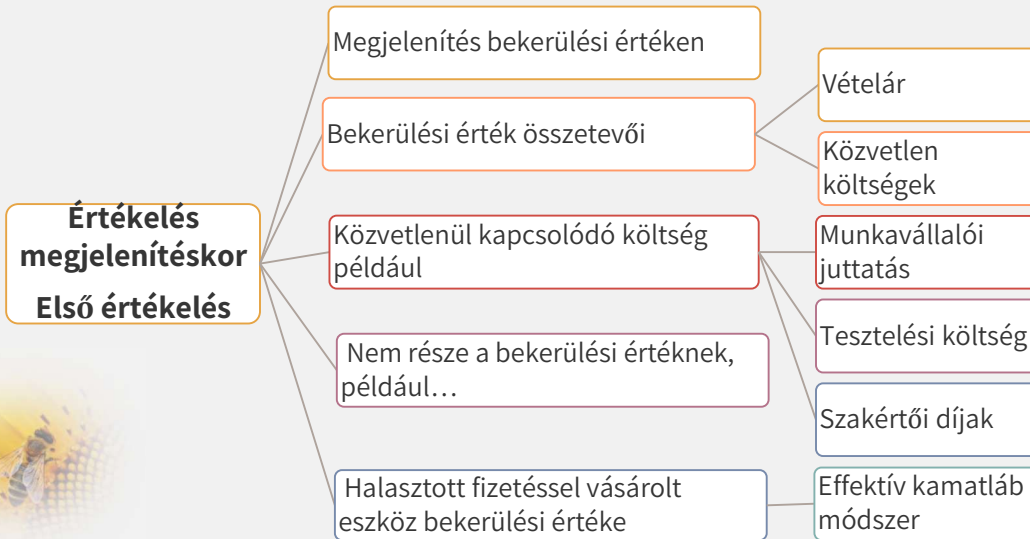 Értékelés
megjelenítéskor
Első értékelés
Megjelenítés bekerülési értéken
Bekerülési érték összetevői
Vételár
Közvetlen
költségek
Közvetlenül kapcsolódó költség
például
Munkavállalói
juttatás
Tesztelési költség
Szakértői díjak
Nem része a bekerülési értéknek,
például…
Halasztott fizetéssel vásárolt
eszköz bekerülési értéke
Effektív kamatláb
módszer